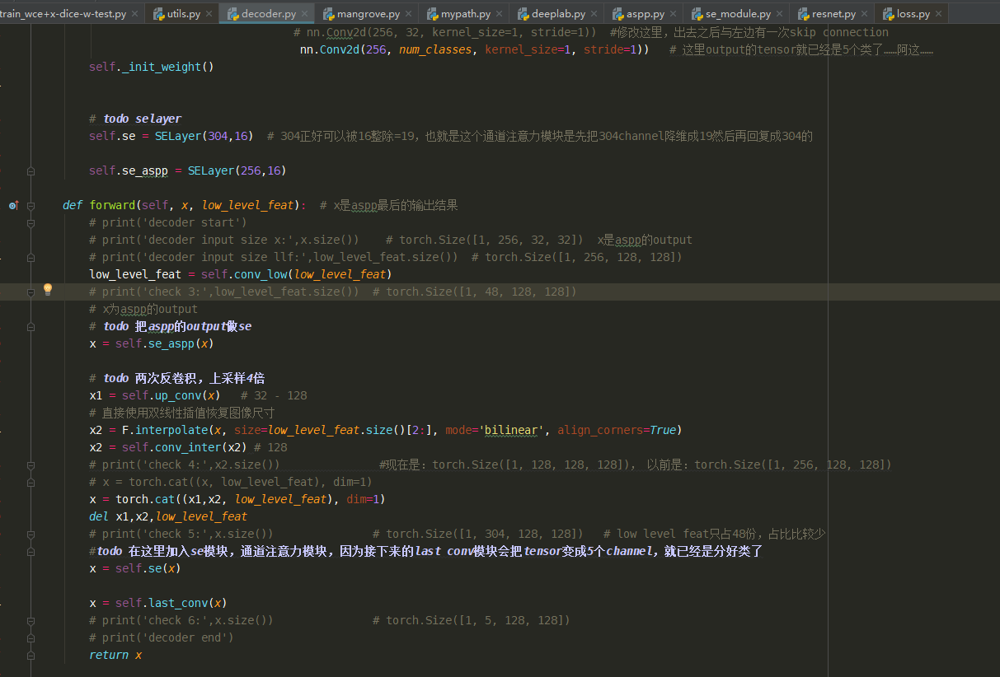 train_wce+x-dice-w-test.py × utils.py × decoder.py × mangrove.py × mypath.py × deeplab.py × aspp.py × se_module.py × resnet.py × loss.py ×
# nn.Conv2d(256, 32, kernel_size=1, stride=1)) #修改这里，出去之后与左边有一次skip connection
nn.Conv2d(256, num_classes, kernel_size=1, stride=1)) # 这里output的tensor就已经是5个类了……阿这……
self._init_weight()
# todo selayer
self.se = SELayer(304,16) # 304正好可以被16整除=19，也就是这个通道注意力模块是先把304channel降维成19然后再回复成304的
self.se_aspp = SELayer(256,16)
def forward(self, x, low_level_feat): # x是aspp最后的输出结果
# print('decoder start')
# print('decoder input size x:',x.size()) # torch.Size([1, 256, 32, 32]) x是aspp的output
# print('decoder input size llf:',low_level_feat.size()) # torch.Size([1, 256, 128, 128])
low_level_feat = self.conv_low(low_level_feat)
# print('check 3:',low_level_feat.size()) # torch.Size([1, 48, 128, 128])
# x为aspp的output
# todo 把aspp的output做se
x = self.se_aspp(x)
# todo 两次反卷积，上采样4倍
x1 = self.up_conv(x) # 32 - 128
# 直接使用双线性插值恢复图像尺寸
x2 = F.interpolate(x, size=low_level_feat.size()[2:], mode='bilinear', align_corners=True)
x2 = self.conv_inter(x2) # 128
# print('check 4:',x2.size()) #现在是：torch.Size([1, 128, 128, 128])， 以前是：torch.Size([1, 256, 128, 128])
# x = torch.cat((x, low_level_feat), dim=1)
x = torch.cat((x1,x2, low_level_feat), dim=1)
del x1,x2,low_level_feat
# print('check 5:',x.size()) # torch.Size([1, 304, 128, 128]) # low level feat只占48份，占比比较少
#todo 在这里加入se模块，通道注意力模块，因为接下来的last conv模块会把tensor变成5个channel，就已经是分好类了
x = self.se(x)
x = self.last_conv(x)
# print('check 6:',x.size()) # torch.Size([1, 5, 128, 128])
# print('decoder end')
return x